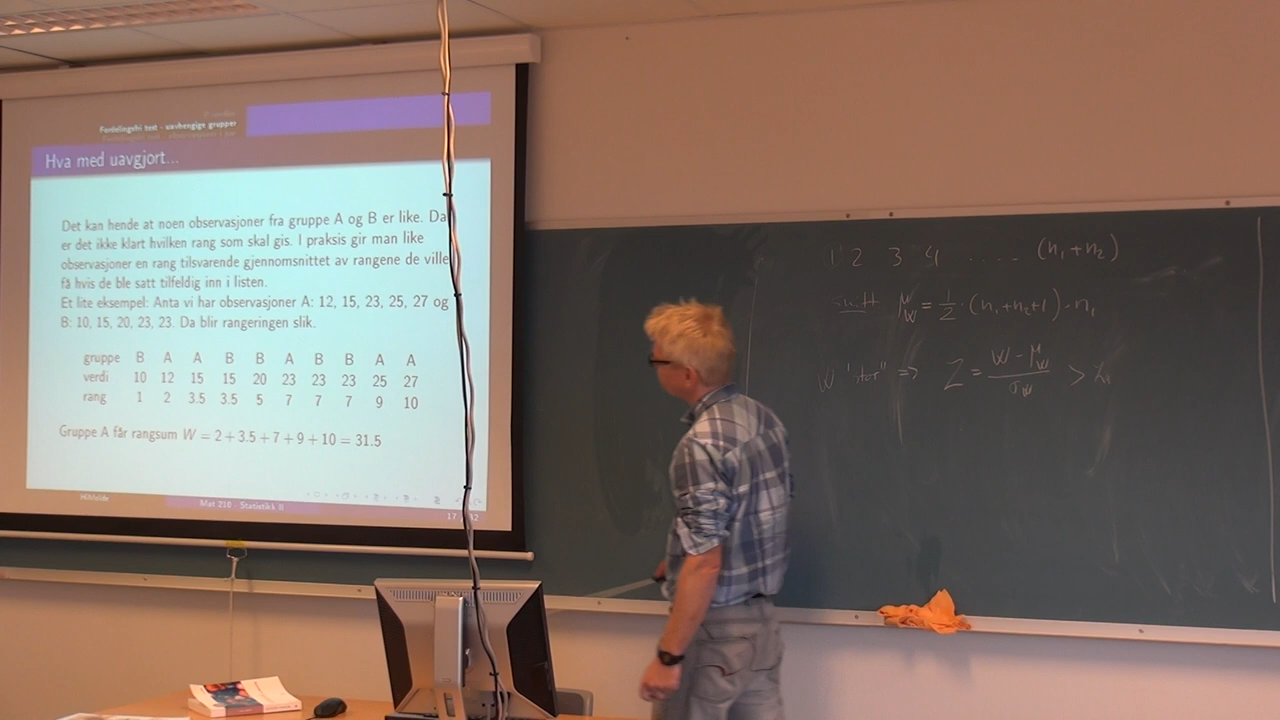 Fordelingsfri test - uavhengige grupper
Hva med uavgjort...
Det kan hende at noen observasjoner fra gruppe A og B er like. Da
er det ikke klart hvilken rang som skal gis. I praksis gir man like
observasjoner en rang tilsvarende gjennomsnittet av rangene de ville
få hvis de ble satt tilfeldig inn i listen.
Et lite eksempel: Anta vi har observasjoner A: 12, 15, 23, 25, 27 og
B: 10, 15, 20, 23, 23. Da blir rangeringen slik.
gruppe B A A B B A B B A A
verdi 10 12 15 15 20 23 23 23 25 27
rang 1 2 3.5 3.5 5 7 7 7 9 10
Gruppe A får rangsum W = 2 + 3.5 + 7 + 9 + 10 = 31.5
HiMolde
Mat 210 - Statistikk II
17
1 2 3 4 ..... (n₁+n₂)
snitt μ_W = 1/2 · (n₁+n₂+1) · n₁
W "stor" => Z = (W - μ_W)/σ_W >